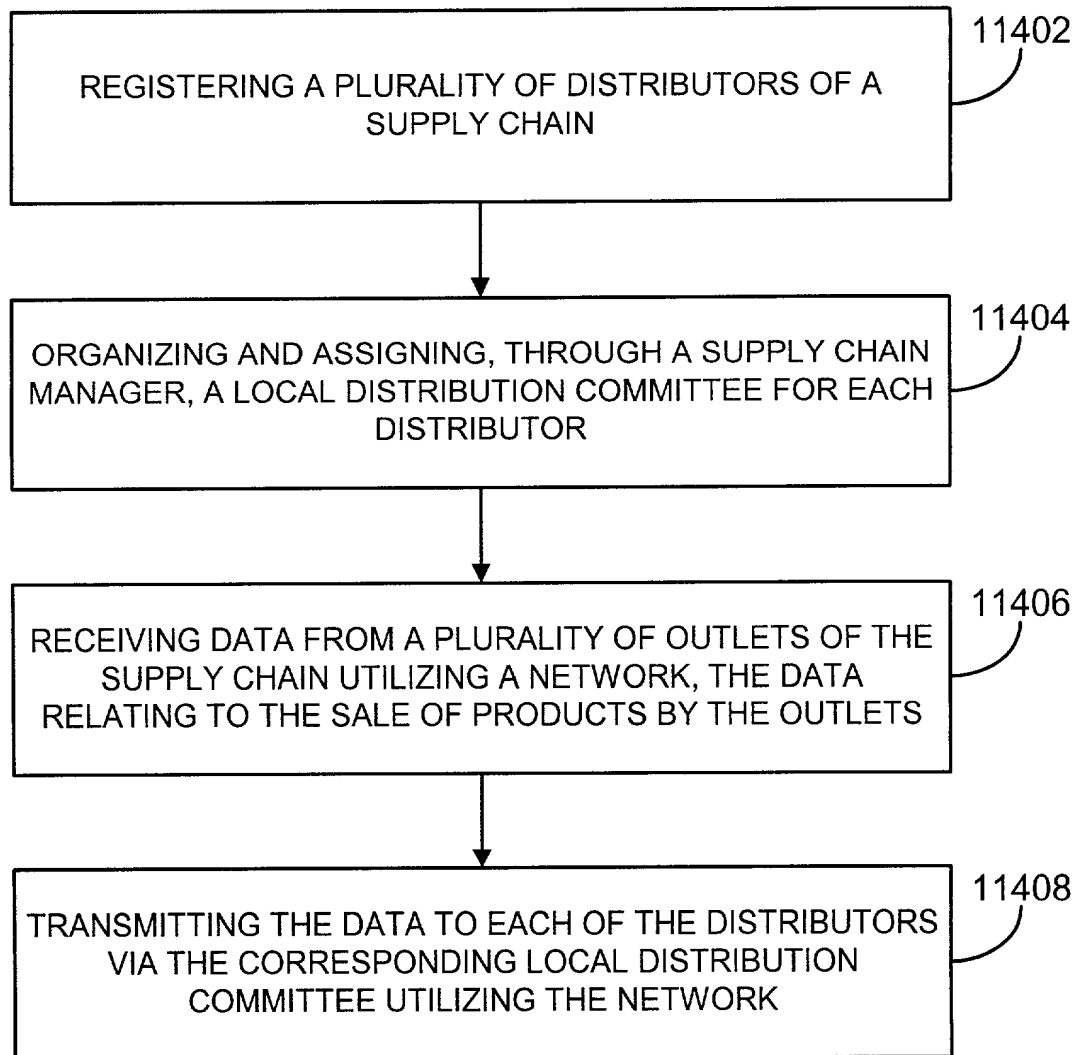 11402
REGISTERING A PLURALITY OF DISTRIBUTORS OF A
SUPPLY CHAIN
11404
ORGANIZING AND ASSIGNING, THROUGH A SUPPLY CHAIN
MANAGER, A LOCAL DISTRIBUTION COMMITTEE FOR EACH
DISTRIBUTOR
11406
RECEIVING DATA FROM A PLURALITY OF OUTLETS OF THE
SUPPLY CHAIN UTILIZING A NETWORK, THE DATA
RELATING TO THE SALE OF PRODUCTS BY THE OUTLETS
11408
TRANSMITTING THE DATA TO EACH OF THE DISTRIBUTORS
VIA THE CORRESPONDING LOCAL DISTRIBUTION
COMMITTEE UTILIZING THE NETWORK